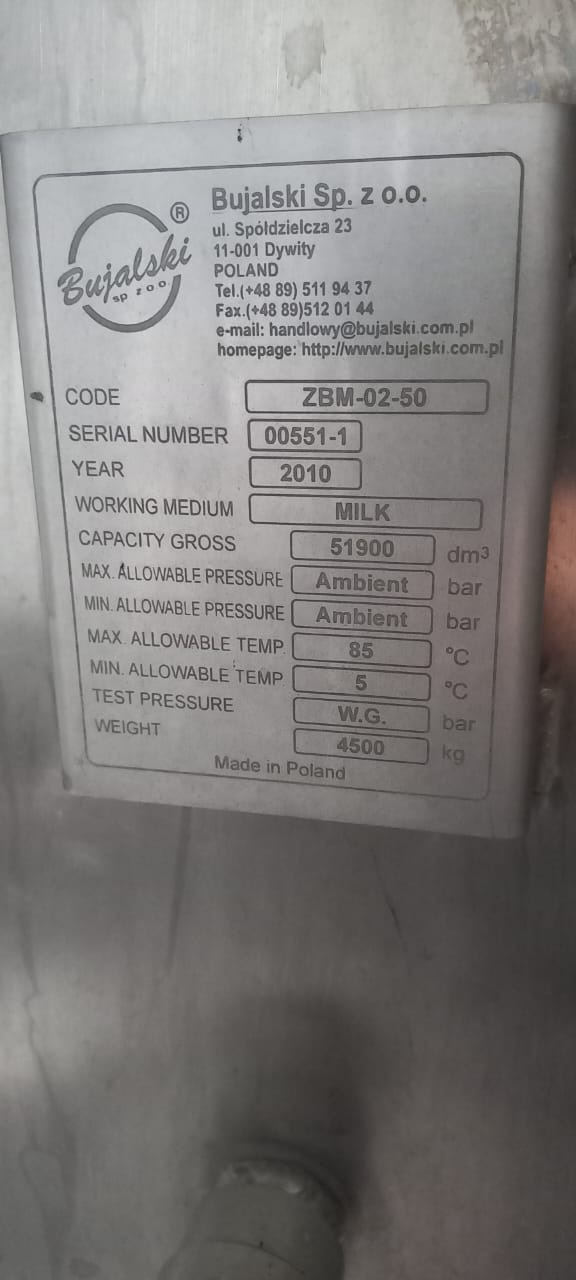 Bujalski Sp. z o.o.
ul. Spółdzielcza 23
11-001 Dywity
POLAND
Tel.(+48 89) 511 94 37
Fax.(+48 89)512 01 44
e-mail: handlowy@bujalski.com.pl
homepage: http://www.bujalski.com.pl
®
Bujalski
sp z o o
CODE ZBM-02-50
SERIAL NUMBER 00551-1
YEAR 2010
WORKING MEDIUM MILK
CAPACITY GROSS 51900 dm³
MAX. ALLOWABLE PRESSURE Ambient bar
MIN. ALLOWABLE PRESSURE Ambient bar
MAX. ALLOWABLE TEMP. 85 °C
MIN. ALLOWABLE TEMP. 5 °C
TEST PRESSURE W.G. bar
WEIGHT 4500 kg
Made in Poland